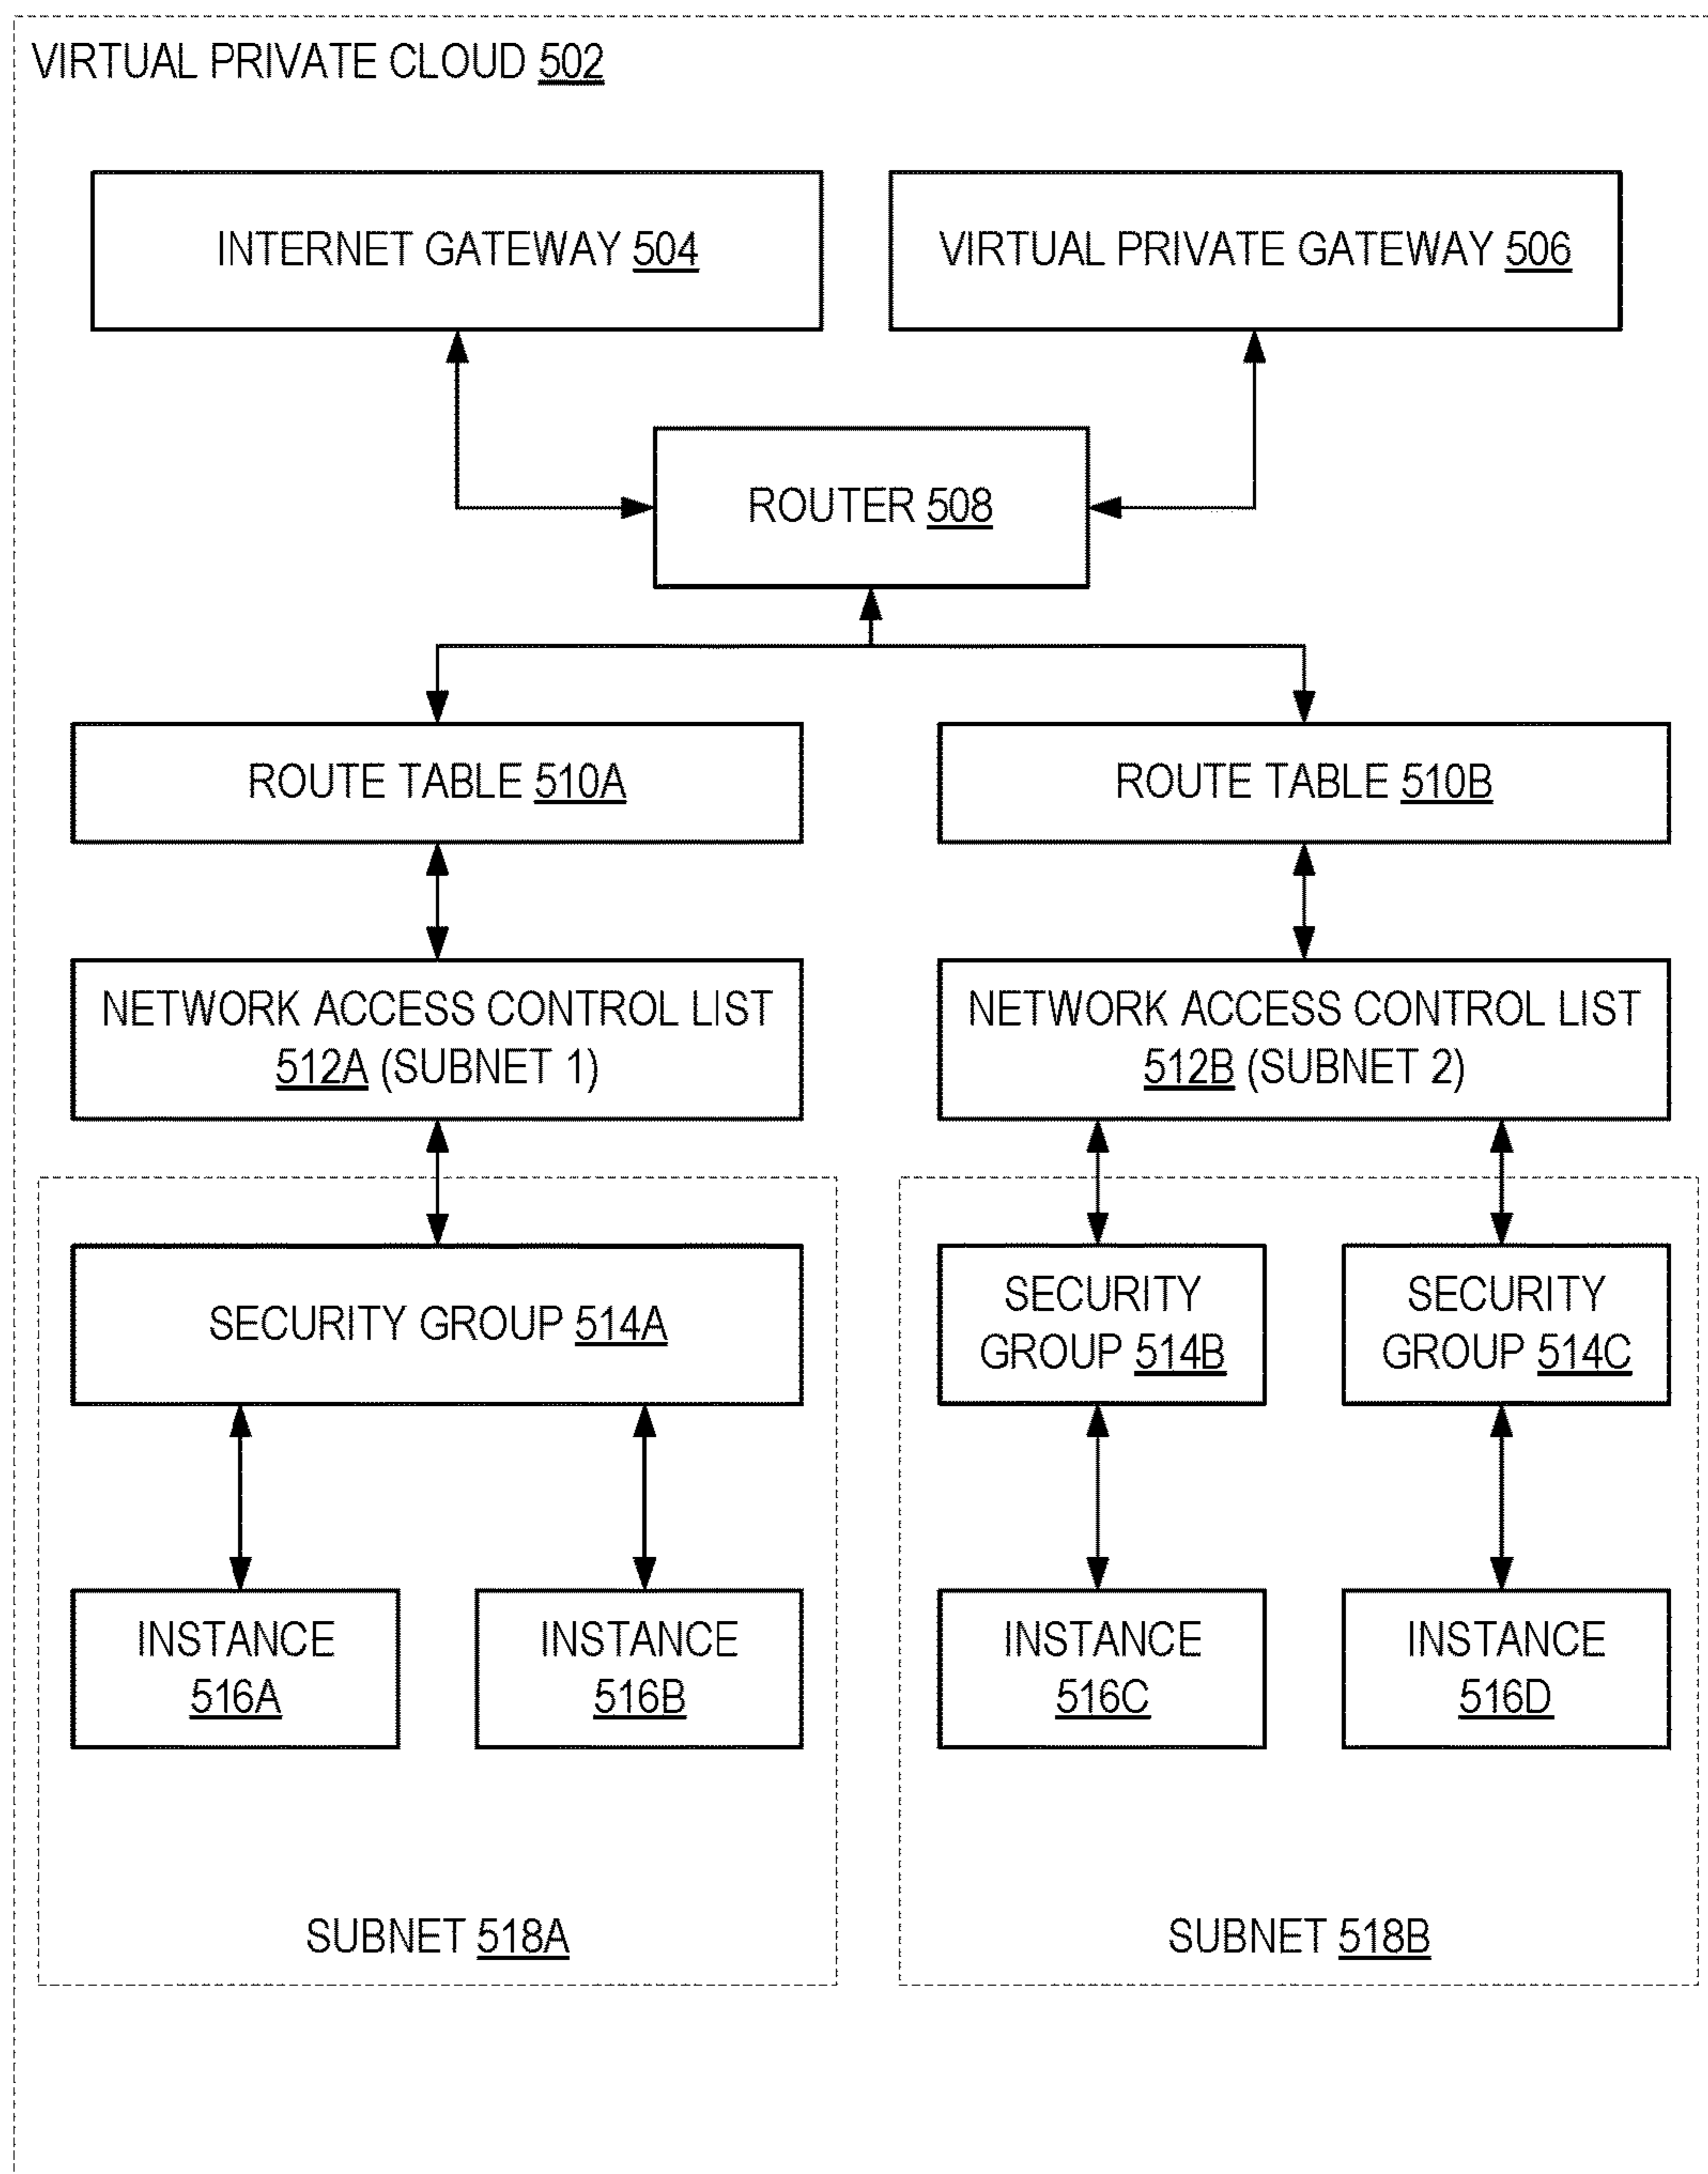 VIRTUAL PRIVATE CLOUD 502
INTERNET GATEWAY 504
VIRTUAL PRIVATE GATEWAY 506
ROUTER 508
ROUTE TABLE 510A
ROUTE TABLE 510B
NETWORK ACCESS CONTROL LIST
512A (SUBNET 1)
NETWORK ACCESS CONTROL LIST
512B (SUBNET 2)
SECURITY GROUP 514A
SECURITY
GROUP 514B
SECURITY
GROUP 514C
INSTANCE
516A
INSTANCE
516B
INSTANCE
516C
INSTANCE
516D
SUBNET 518A
SUBNET 518B